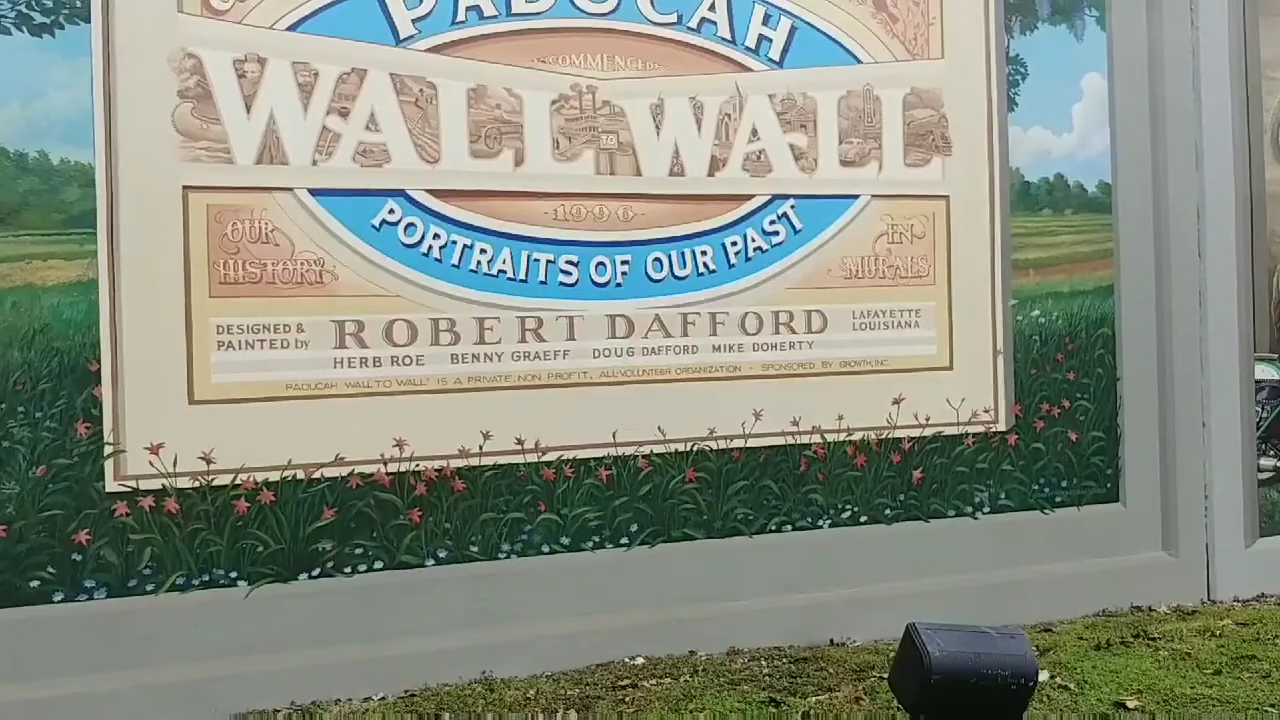 PADUCAH
COMMENCED
WALL TO WALL
1996
PORTRAITS OF OUR PAST
OUR HISTORY
IN MURALS
DESIGNED & PAINTED by
ROBERT DAFFORD
LAFAYETTE LOUISIANA
HERB ROE BENNY GRAEFF DOUG DAFFORD MIKE DOHERTY
PADUCAH "WALL TO WALL" IS A PRIVATE, NON PROFIT, ALL-VOLUNTEER ORGANIZATION - SPONSORED BY GROWTH, INC.